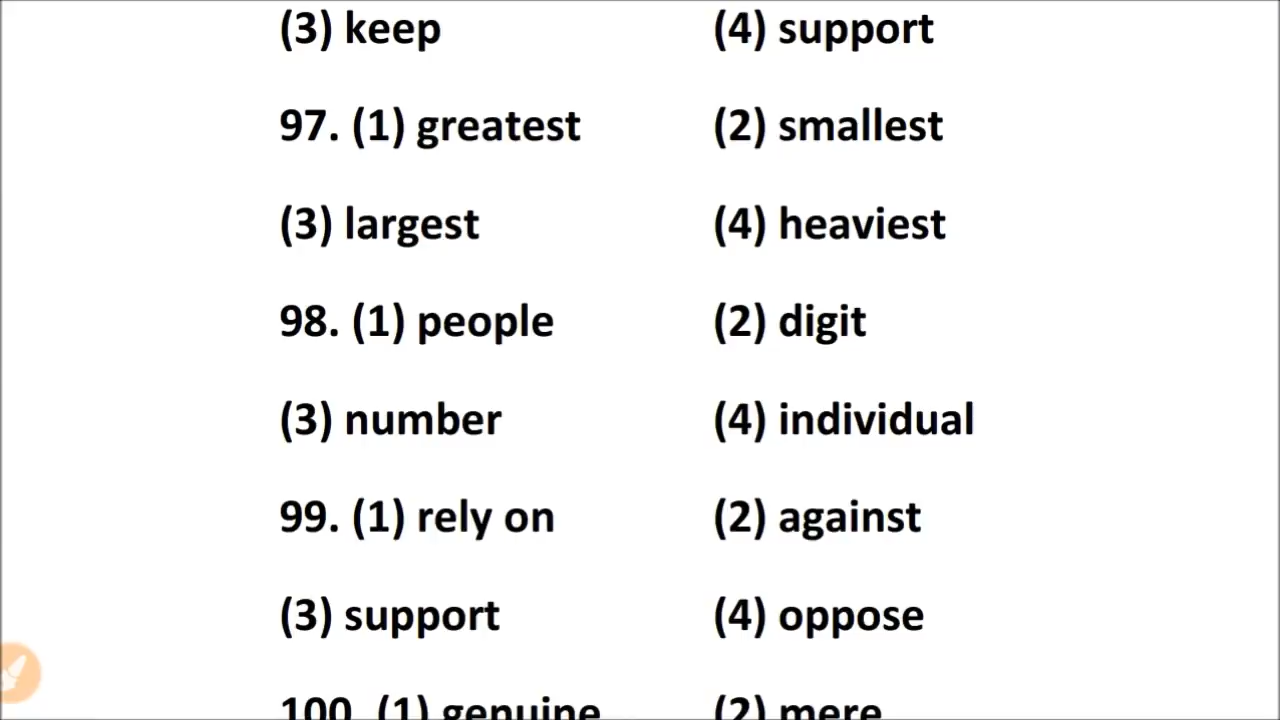 (3) keep (4) support
97. (1) greatest (2) smallest
(3) largest (4) heaviest
98. (1) people (2) digit
(3) number (4) individual
99. (1) rely on (2) against
(3) support (4) oppose
100. (1) genuine (2) mere